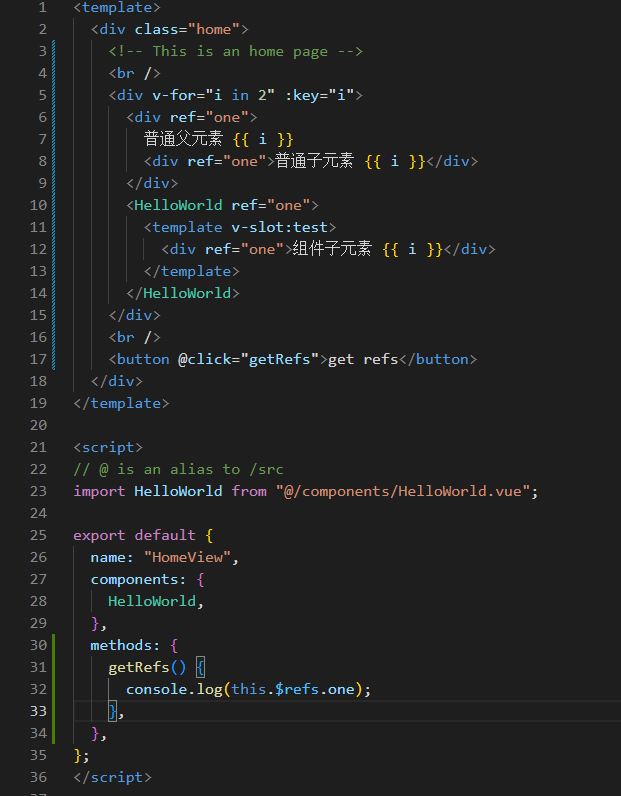 1 <template>
2 <div class="home">
3 <!-- This is an home page -->
4 <br />
5 <div v-for="i in 2" :key="i">
6 <div ref="one">
7 普通父元素 {{ i }}
8 <div ref="one">普通子元素 {{ i }}</div>
9 </div>
10 <HelloWorld ref="one">
11 <template v-slot:test>
12 <div ref="one">组件子元素 {{ i }}</div>
13 </template>
14 </HelloWorld>
15 </div>
16 <br />
17 <button @click="getRefs">get refs</button>
18 </div>
19 </template>
20
21 <script>
22 // @ is an alias to /src
23 import HelloWorld from "@/components/HelloWorld.vue";
24
25 export default {
26 name: "HomeView",
27 components: {
28 HelloWorld,
29 },
30 methods: {
31 getRefs() {
32 console.log(this.$refs.one);
33 },
34 },
35 };
36 </script>